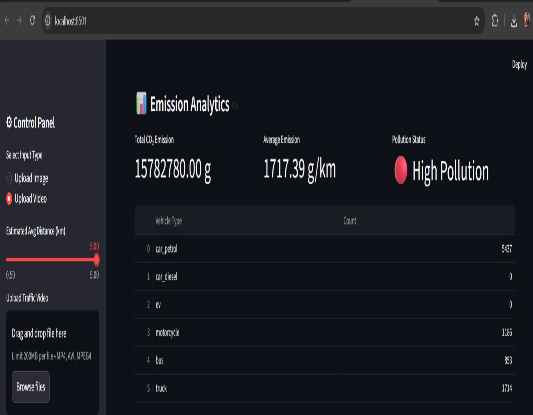 localhost:8501
Deploy
Control Panel
Select Input Type
Upload Image
Upload Video
Estimated Avg Distance (km)
5.00
0.50 5.00
Upload Traffic Video
Drag and drop file here
Limit 200MB per file • MP4, AVI, MPEG4
Browse files
Emission Analytics
Total CO₂ Emission Average Emission Pollution Status
15782780.00 g 1717.39 g/km High Pollution
Vehicle Type Count
0 car_petrol 5437
1 car_diesel 0
2 ev 0
3 motorcycle
4 bus
5 truck 1714